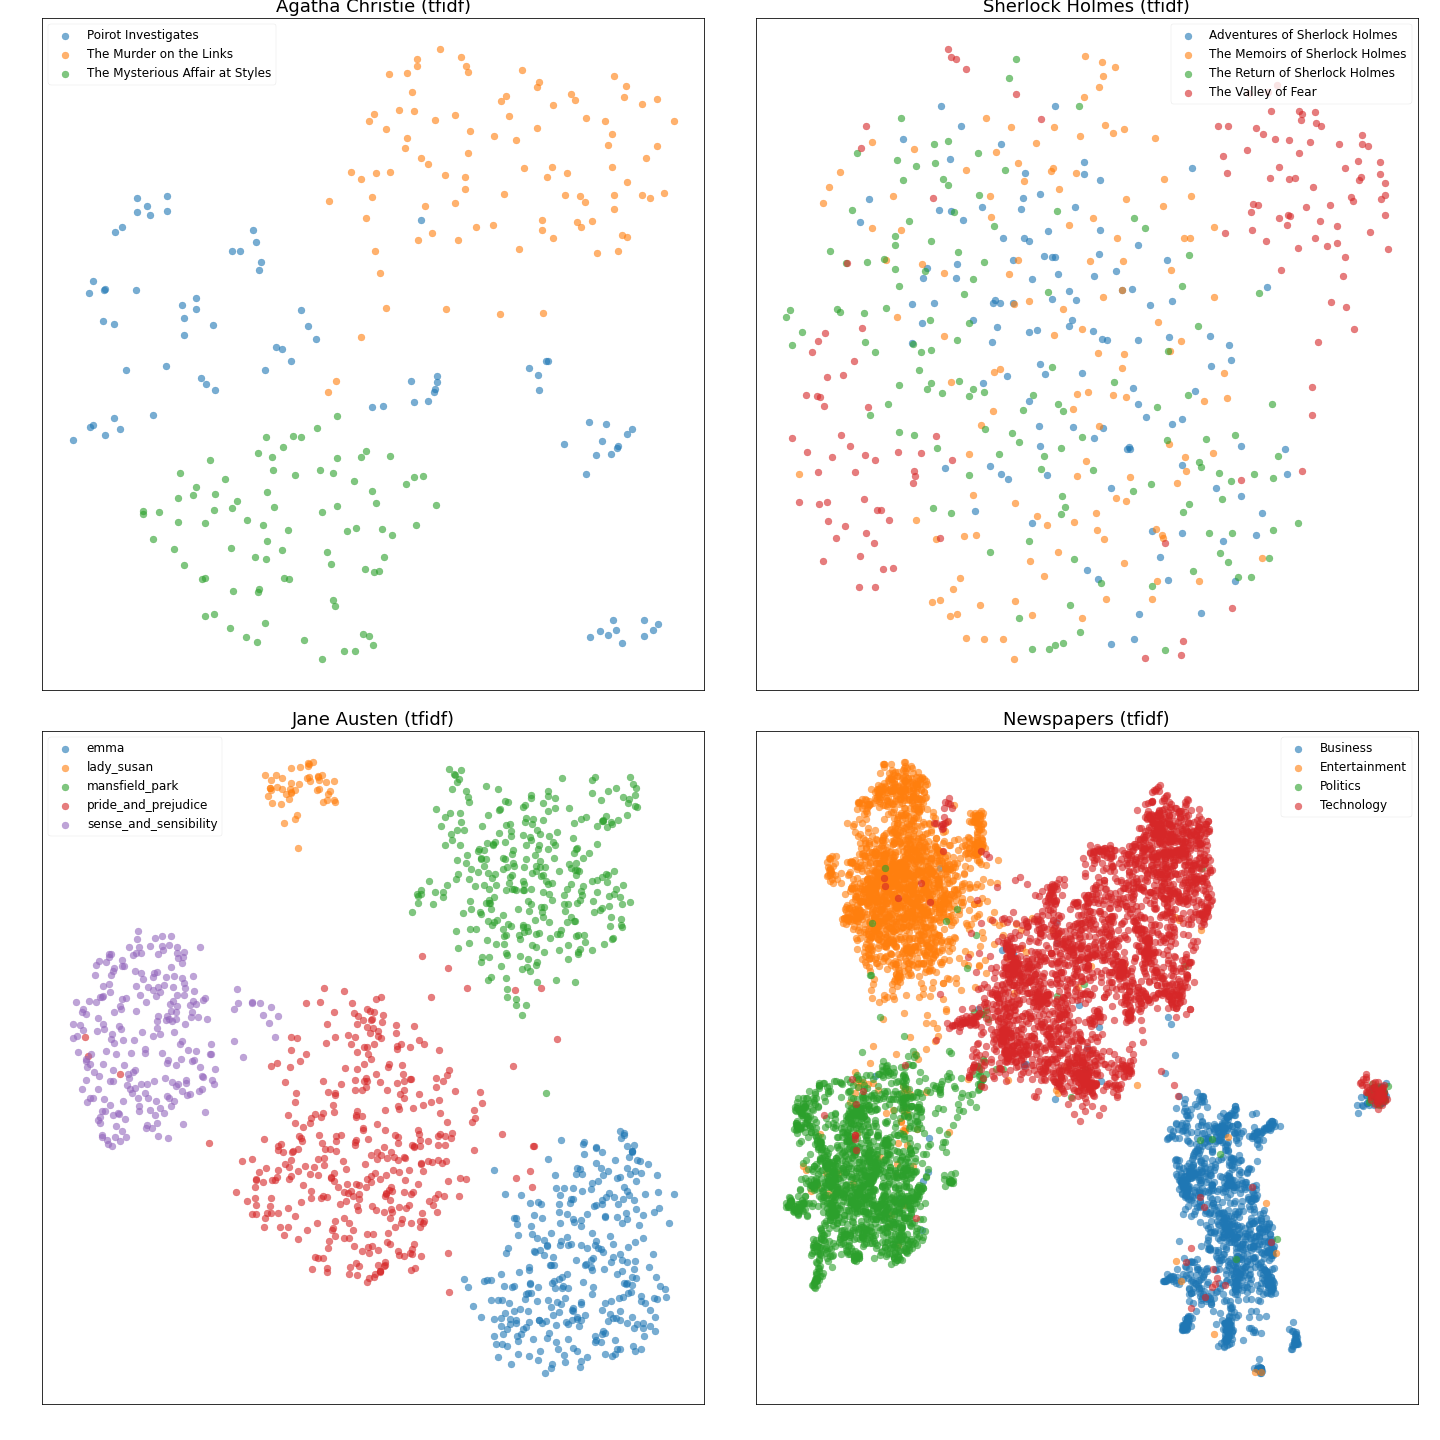 Agatha Christie (tfidf)
Poirot Investigates
The Murder on the Links
The Mysterious Affair at Styles
Sherlock Holmes (tfidf)
Adventures of Sherlock Holmes
The Memoirs of Sherlock Holmes
The Return of Sherlock Holmes
The Valley of Fear
Jane Austen (tfidf)
emma
lady_susan
mansfield_park
pride_and_prejudice
sense_and_sensibility
Newspapers (tfidf)
Business
Entertainment
Politics
Technology